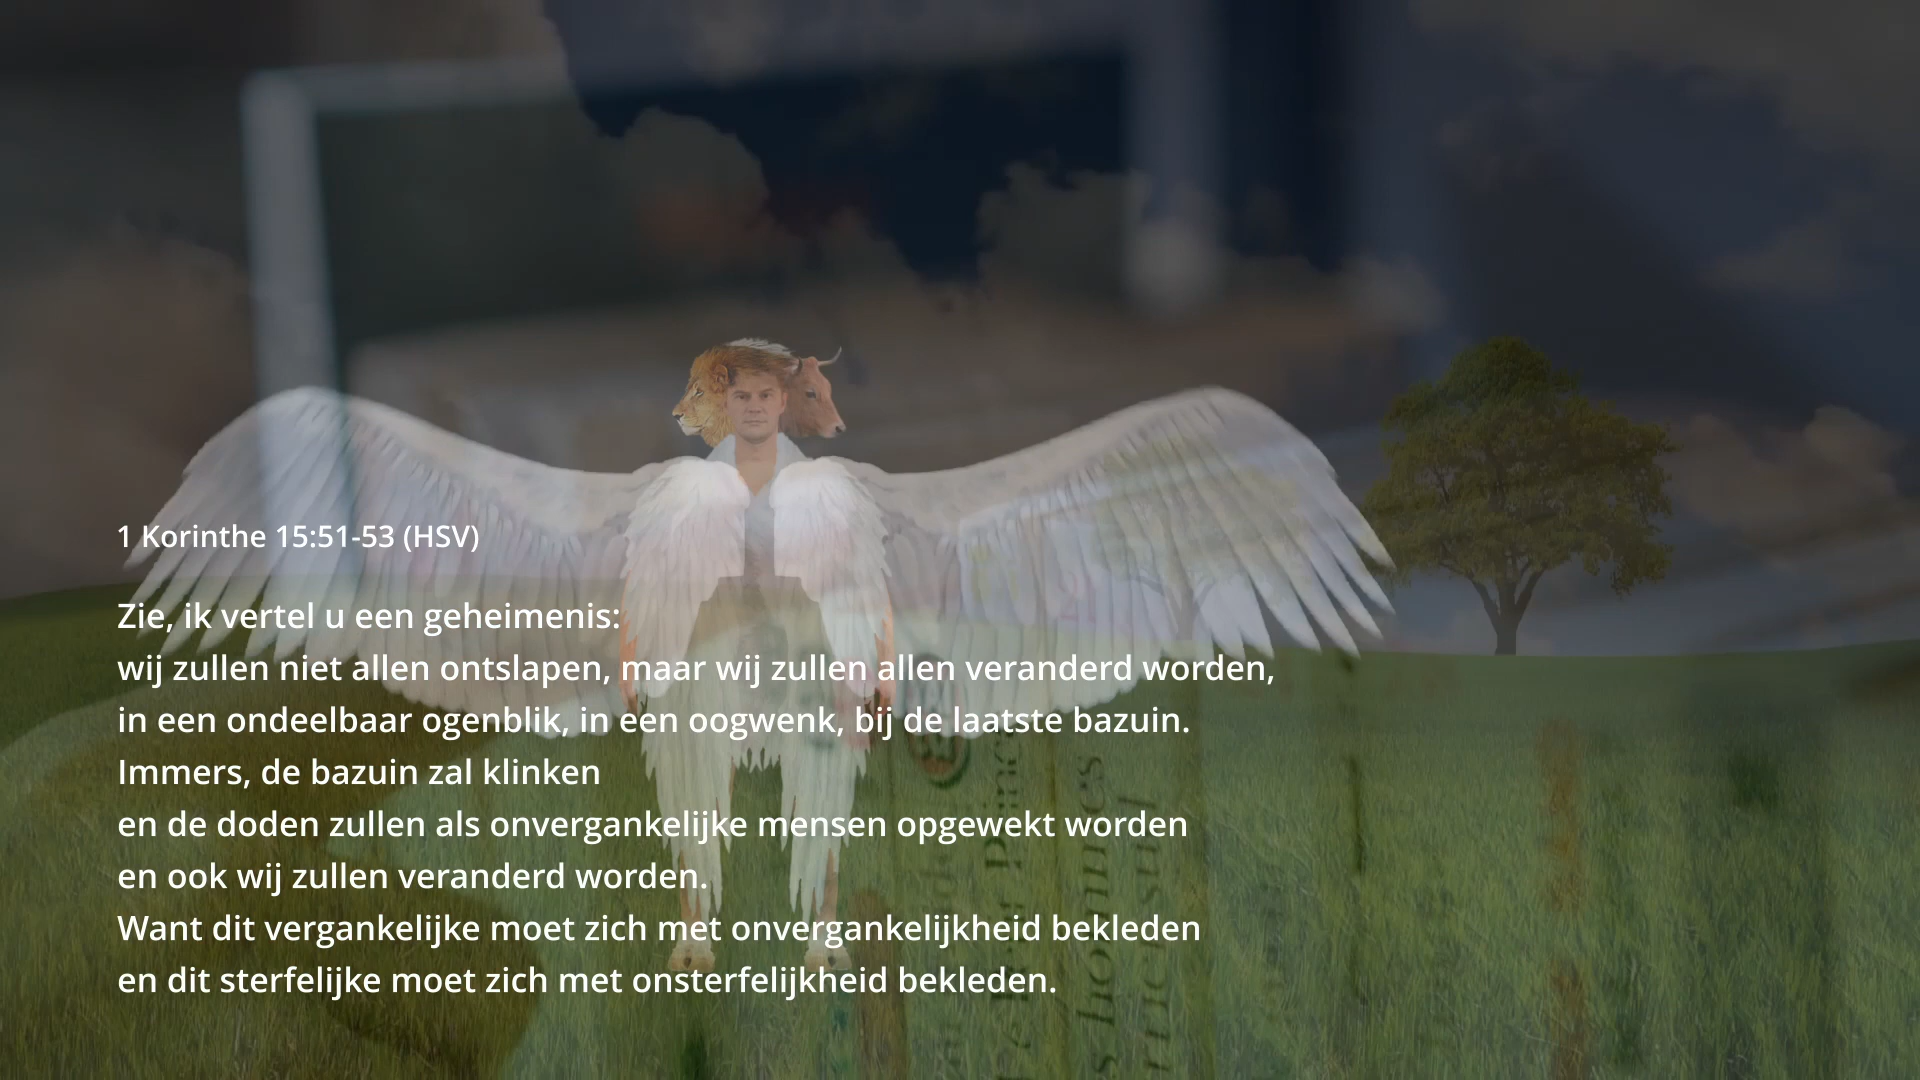 1 Korinthe 15:51-53 (HSV)
Zie, ik vertel u een geheimenis:
wij zullen niet allen ontslapen, maar wij zullen allen veranderd worden,
in een ondeelbaar ogenblik, in een oogwenk, bij de laatste bazuin.
Immers, de bazuin zal klinken
en de doden zullen als onvergankelijke mensen opgewekt worden
en ook wij zullen veranderd worden.
Want dit vergankelijke moet zich met onvergankelijkheid bekleden
en dit sterfelijke moet zich met onsterfelijkheid bekleden.